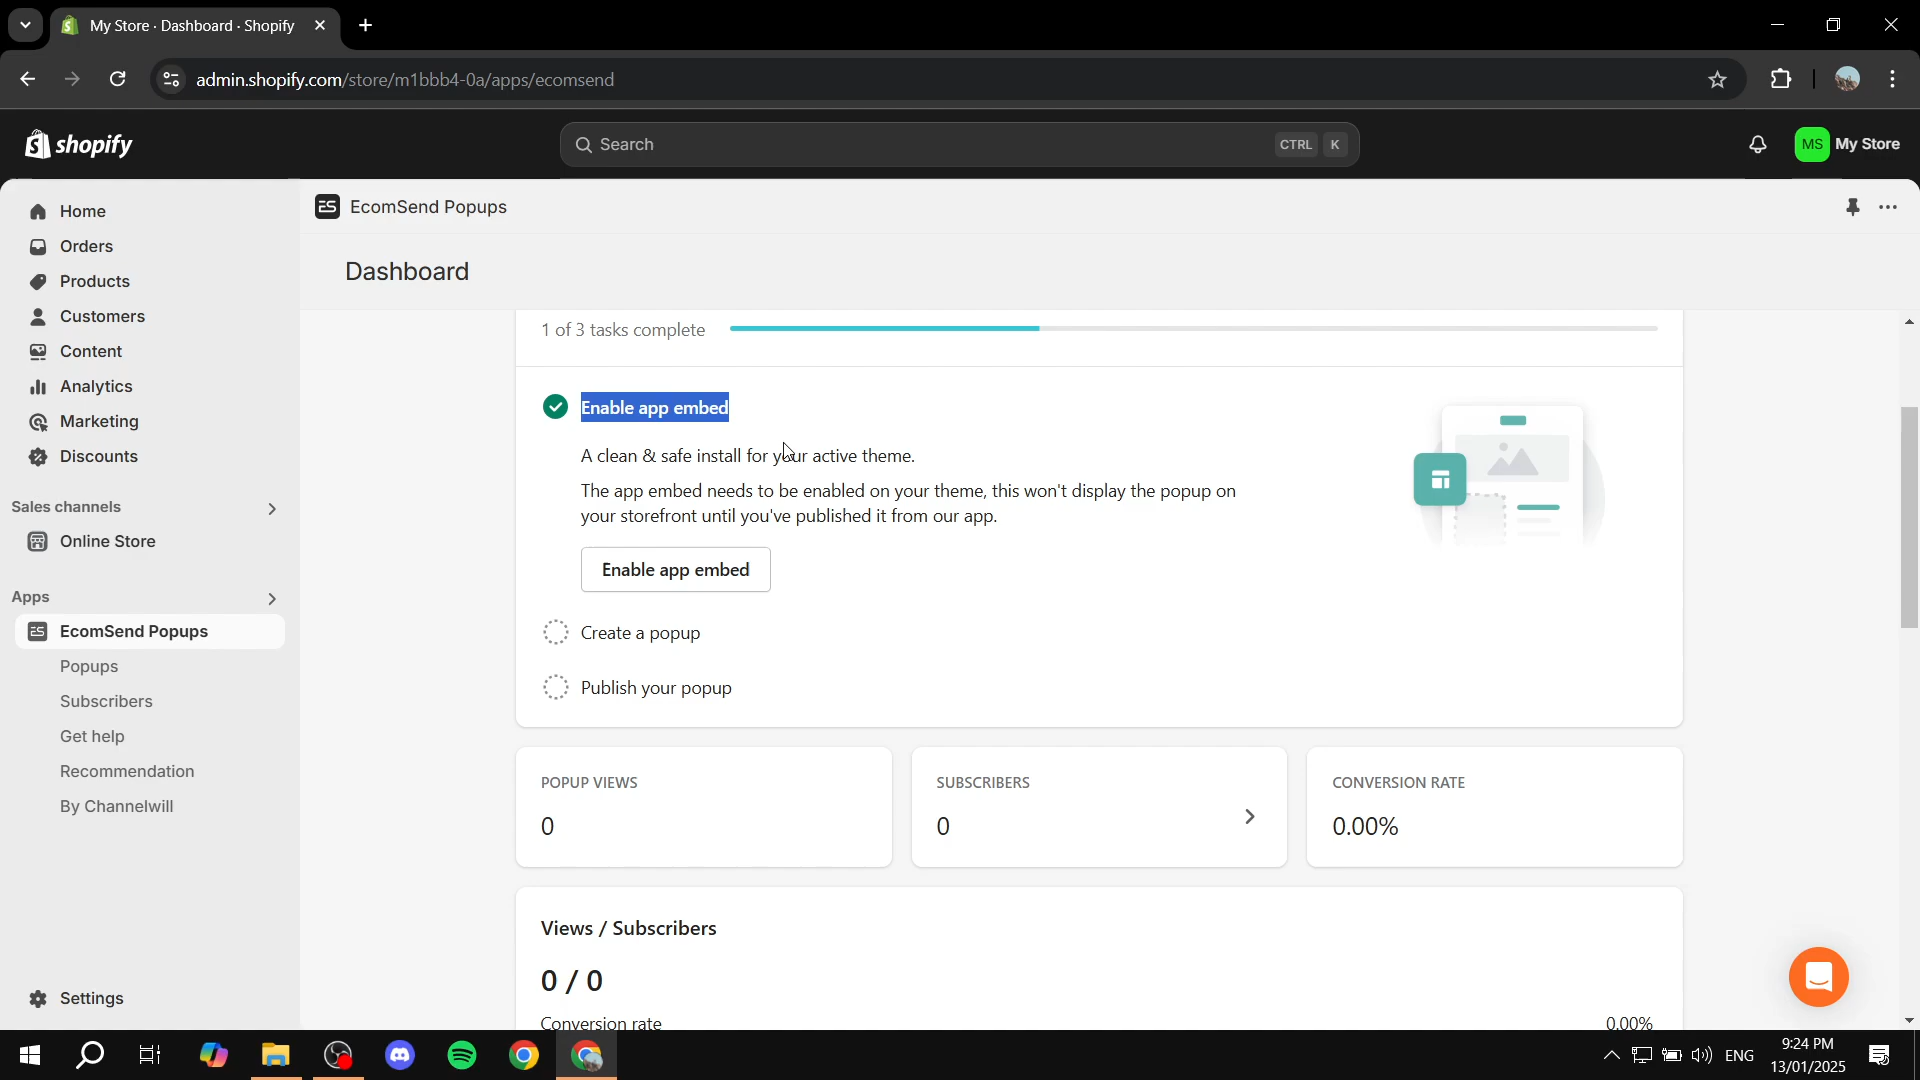 My Store · Dashboard · Shopify
admin.shopify.com/store/m1bbb4-0a/apps/ecomsend
shopify
Search
CTRL K
MS My Store
Home
Orders
Products
Customers
Content
Analytics
Marketing
Discounts
Sales channels
Online Store
Apps
EcomSend Popups
Popups
Subscribers
Get help
Recommendation
By Channelwill
Settings
ES EcomSend Popups
Dashboard
1 of 3 tasks complete
Enable app embed
A clean & safe install for your active theme.
The app embed needs to be enabled on your theme, this won't display the popup on
your storefront until you've published it from our app.
Enable app embed
Create a popup
Publish your popup
POPUP VIEWS
0
SUBSCRIBERS
0
CONVERSION RATE
0.00%
Views / Subscribers
0 / 0
Conversion rate
0.00%
ENG
9:24 PM
13/01/2025